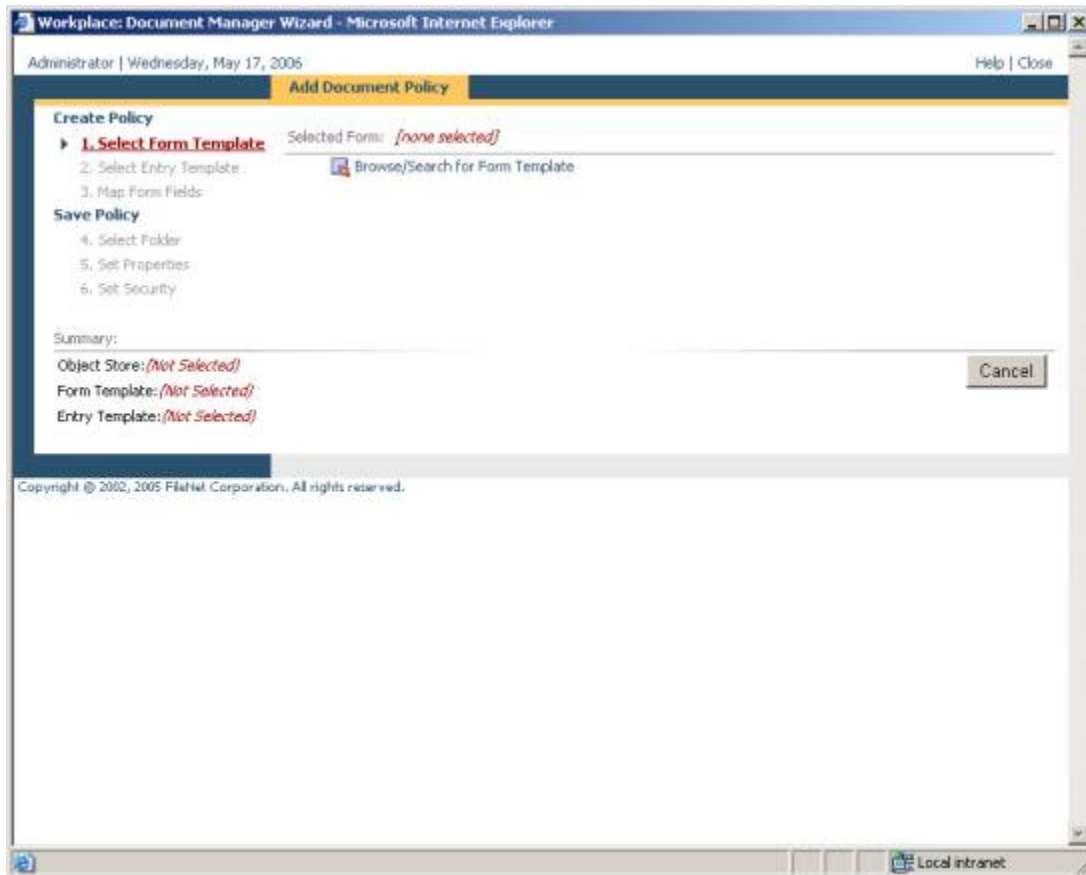 Workplace: Document Manager Wizard - Microsoft Internet Explorer
Administrator | Wednesday, May 17, 2006
Help | Close
Add Document Policy
Create Policy
1. Select Form Template
2. Select Entry Template
3. Map Form Fields
Save Policy
4. Select Folder
5. Set Properties
6. Set Security
Selected Form: [none selected]
Browse/Search for Form Template
Summary:
Object Store: (Not Selected)
Form Template: (Not Selected)
Entry Template: (Not Selected)
Cancel
Copyright © 2002, 2005 FileNet Corporation. All rights reserved.
Local intranet